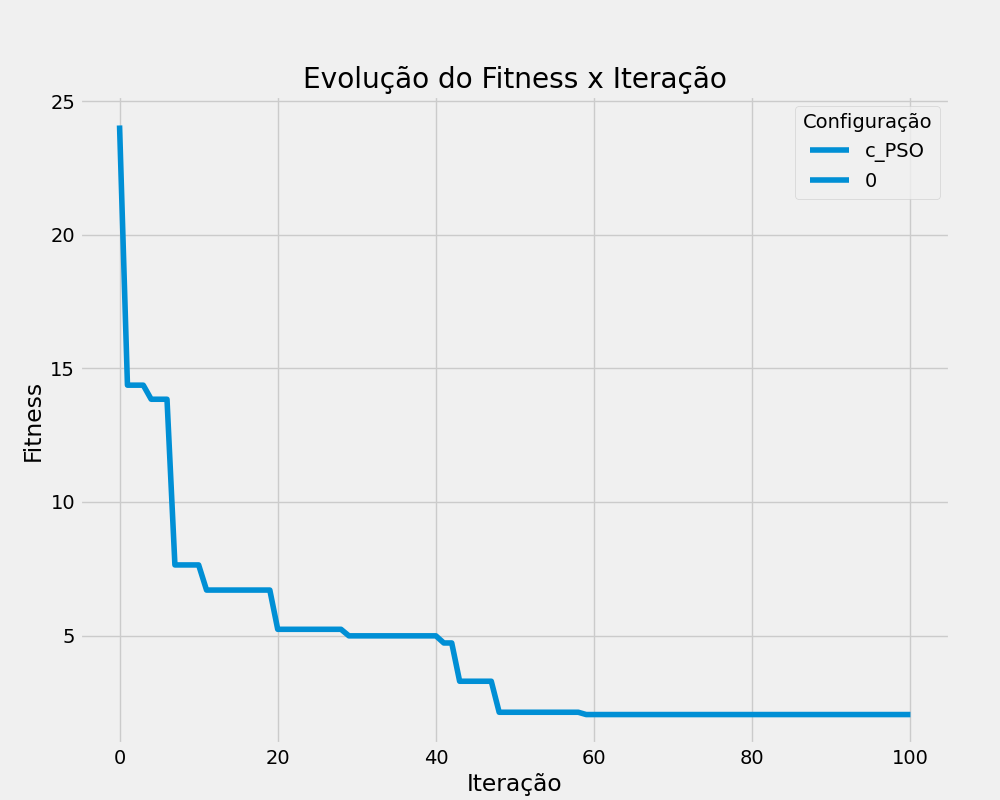 Evolução do Fitness x Iteração
Configuração
c_PSO
0
Fitness
25
20
15
10
5
0 20 40 60 80 100
Iteração